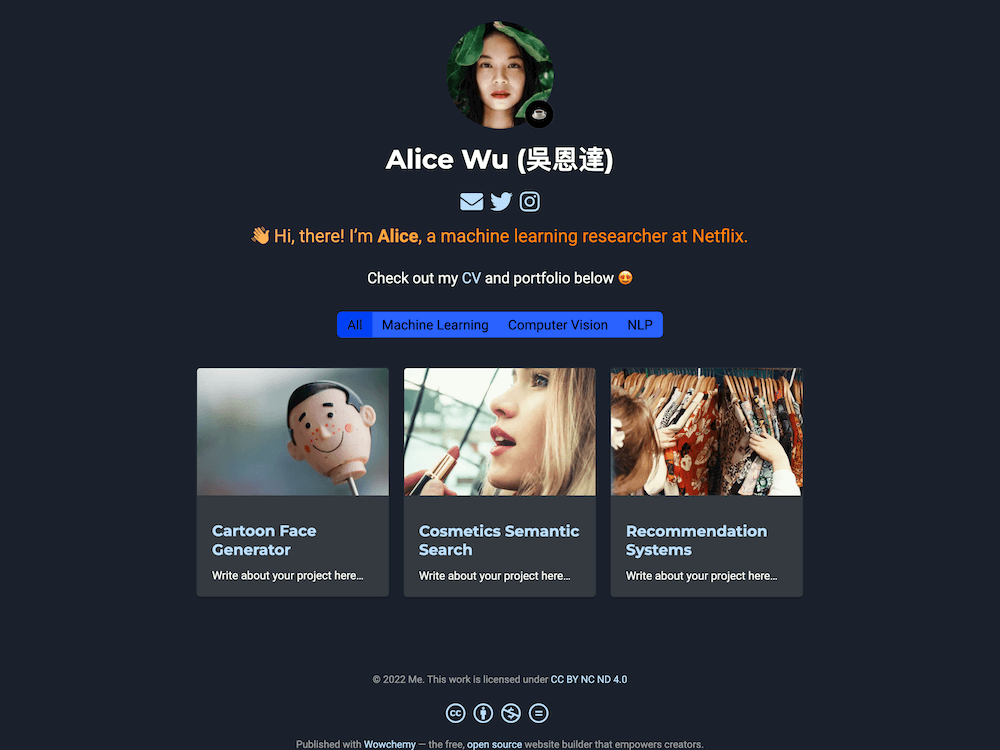 Alice Wu (吳恩達)
👋 Hi, there! I’m Alice, a machine learning researcher at Netflix.
Check out my CV and portfolio below 😍
All Machine Learning Computer Vision NLP
Cartoon Face
Generator
Write about your project here...
Cosmetics Semantic
Search
Write about your project here...
Recommendation
Systems
Write about your project here...
© 2022 Me. This work is licensed under CC BY NC ND 4.0
Published with Wowchemy — the free, open source website builder that empowers creators.